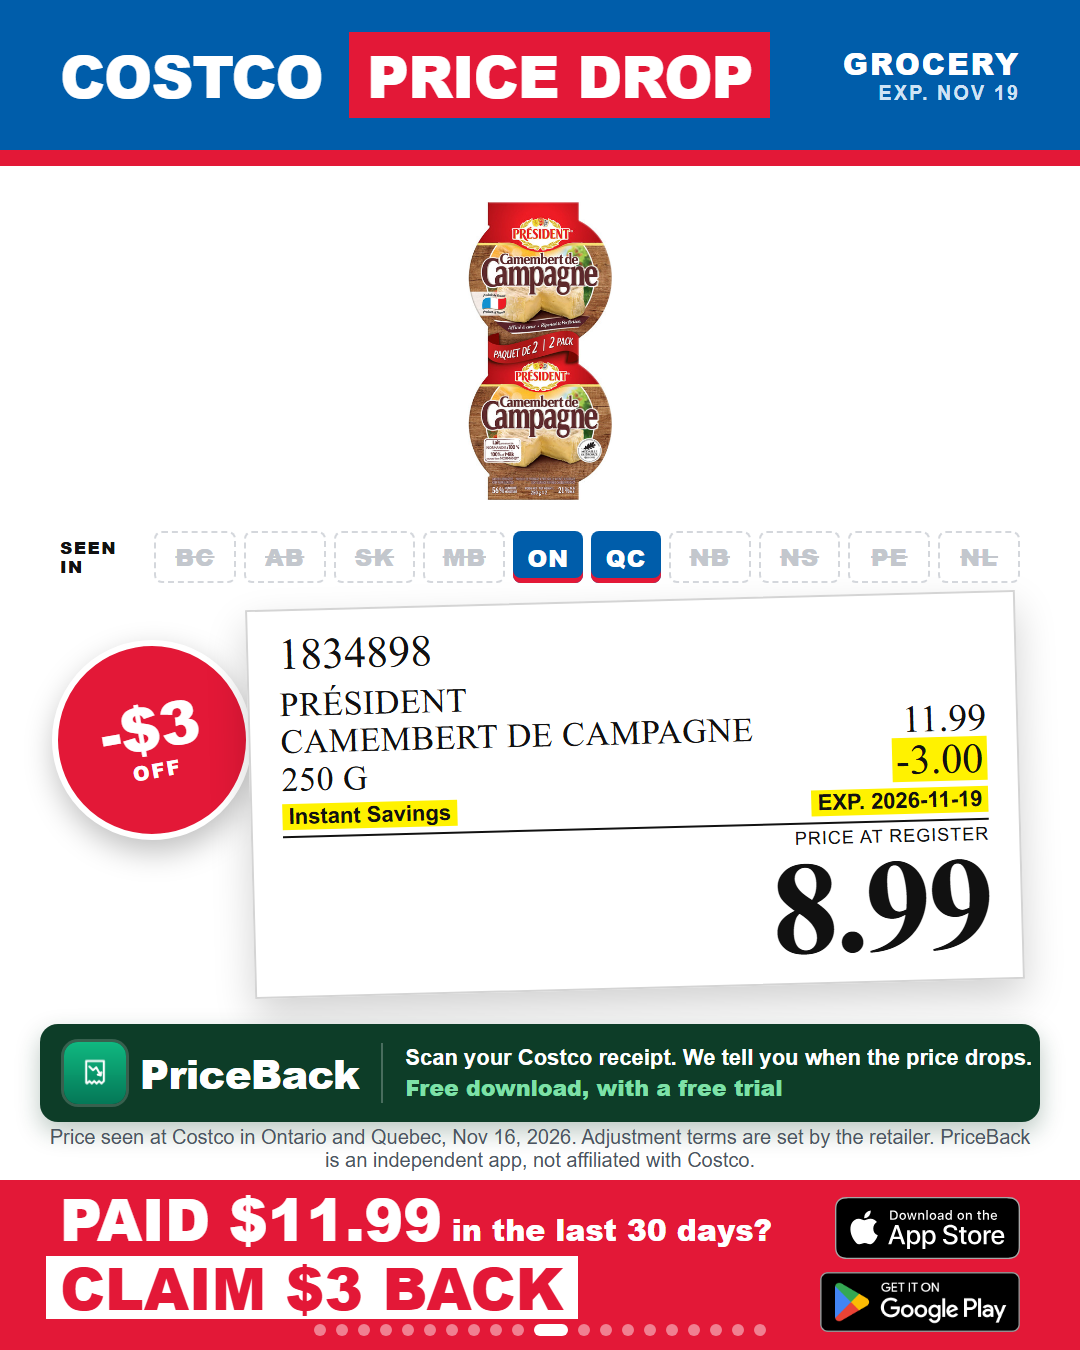 COSTCO PRICE DROP
GROCERY
EXP. NOV 19
PRÉSIDENT
Camembert de
Campagne
PAQUET DE 2 | 2 PACK
PRÉSIDENT
Camembert de
Campagne
SEEN IN
BC AB SK MB ON QC NB NS PE NL
-$3
OFF
1834898
PRÉSIDENT
CAMEMBERT DE CAMPAGNE
250 G
Instant Savings
11.99
-3.00
EXP. 2026-11-19
PRICE AT REGISTER
8.99
PriceBack
Scan your Costco receipt. We tell you when the price drops.
Free download, with a free trial
Price seen at Costco in Ontario and Quebec, Nov 16, 2026. Adjustment terms are set by the retailer. PriceBack
is an independent app, not affiliated with Costco.
PAID $11.99 in the last 30 days?
CLAIM $3 BACK
Download on the
App Store
GET IT ON
Google Play